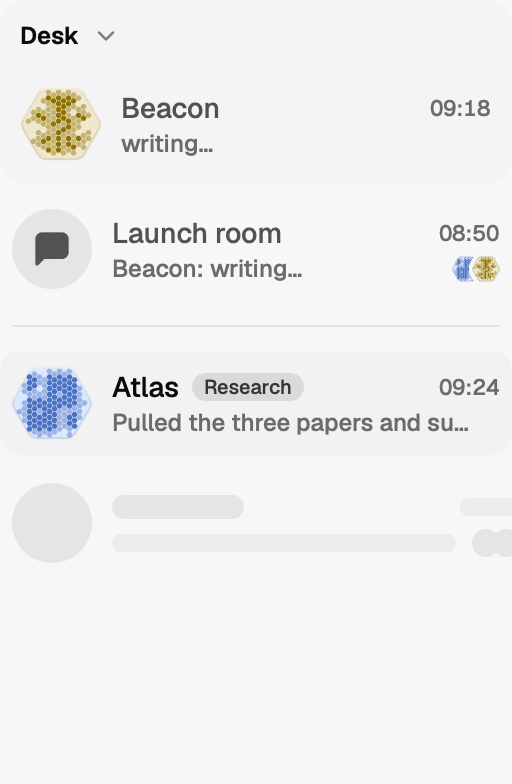 Desk
Beacon 09:18
writing...
Launch room 08:50
Beacon: writing...
Atlas Research 09:24
Pulled the three papers and su...